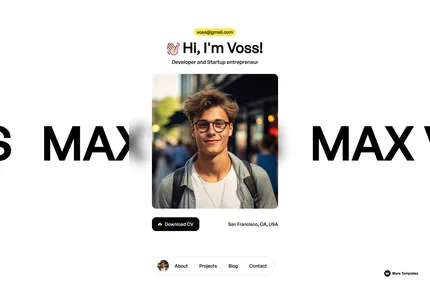 voss@gmail.com
👋🏻 Hi, I'm Voss!
Developer and Startup entrepreneur
S MAX MAX V
Download CV
San Francisco, CA, USA
About Projects Blog Contact
More Templates